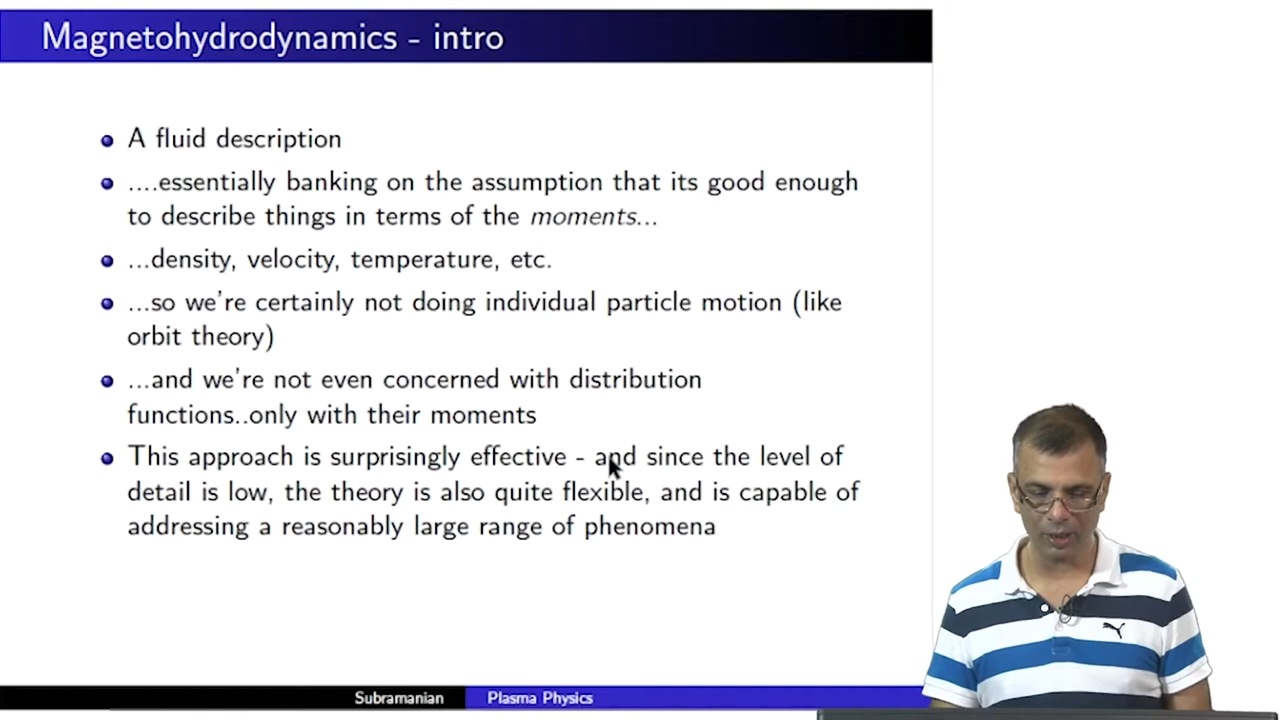 Magnetohydrodynamics - intro
A fluid description
....essentially banking on the assumption that its good enough
to describe things in terms of the moments...
...density, velocity, temperature, etc.
...so we're certainly not doing individual particle motion (like
orbit theory)
...and we're not even concerned with distribution
functions..only with their moments
This approach is surprisingly effective - and since the level of
detail is low, the theory is also quite flexible, and is capable of
addressing a reasonably large range of phenomena
Subramanian
Plasma Physics